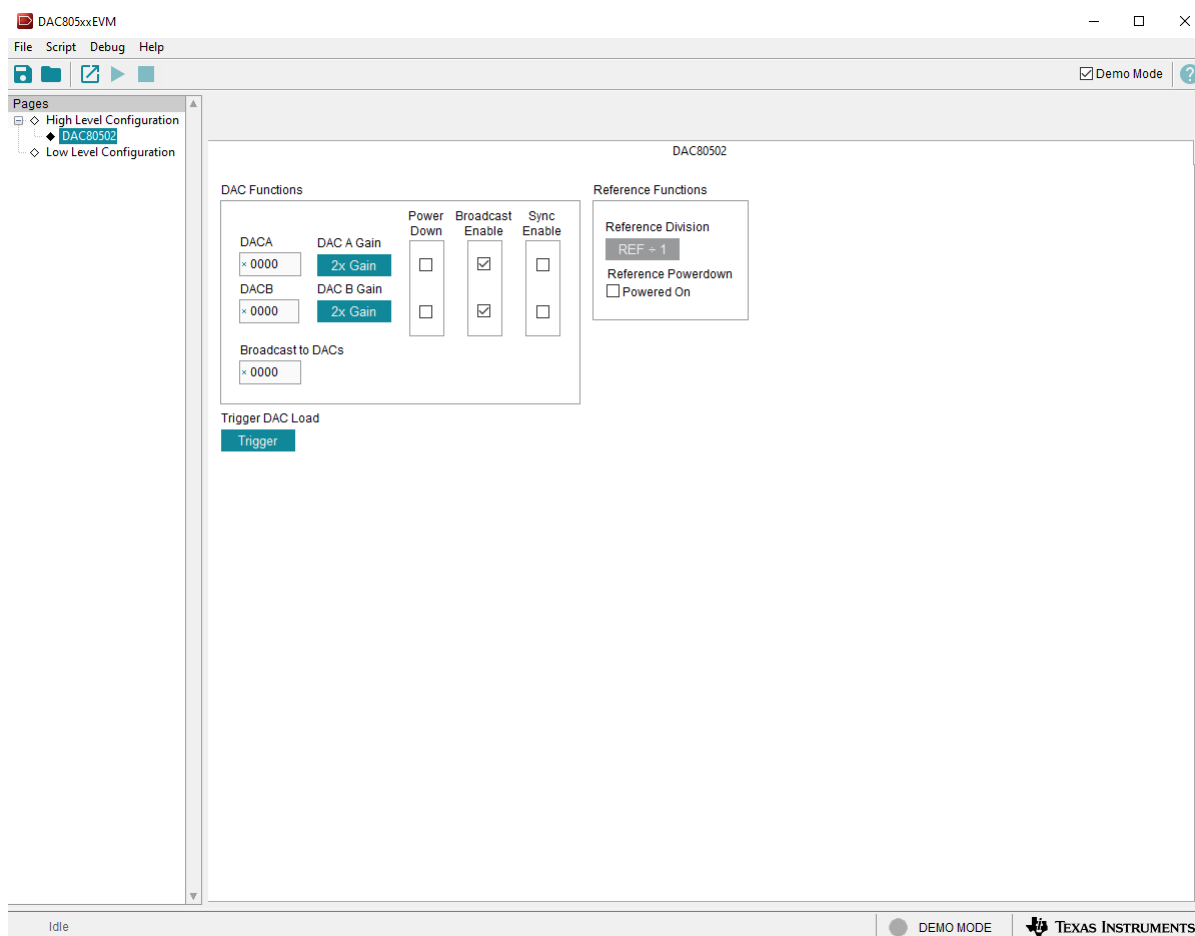 DAC805xxEVM
File Script Debug Help
Demo Mode
?
Pages
High Level Configuration
DAC80502
Low Level Configuration
DAC80502
DAC Functions
Reference Functions
Power Down
Broadcast Enable
Sync Enable
DACA
DAC A Gain
× 0000
2x Gain
DACB
DAC B Gain
× 0000
2x Gain
Reference Division
REF ÷ 1
Reference Powerdown
Powered On
Broadcast to DACs
× 0000
Trigger DAC Load
Trigger
Idle
DEMO MODE
TEXAS INSTRUMENTS